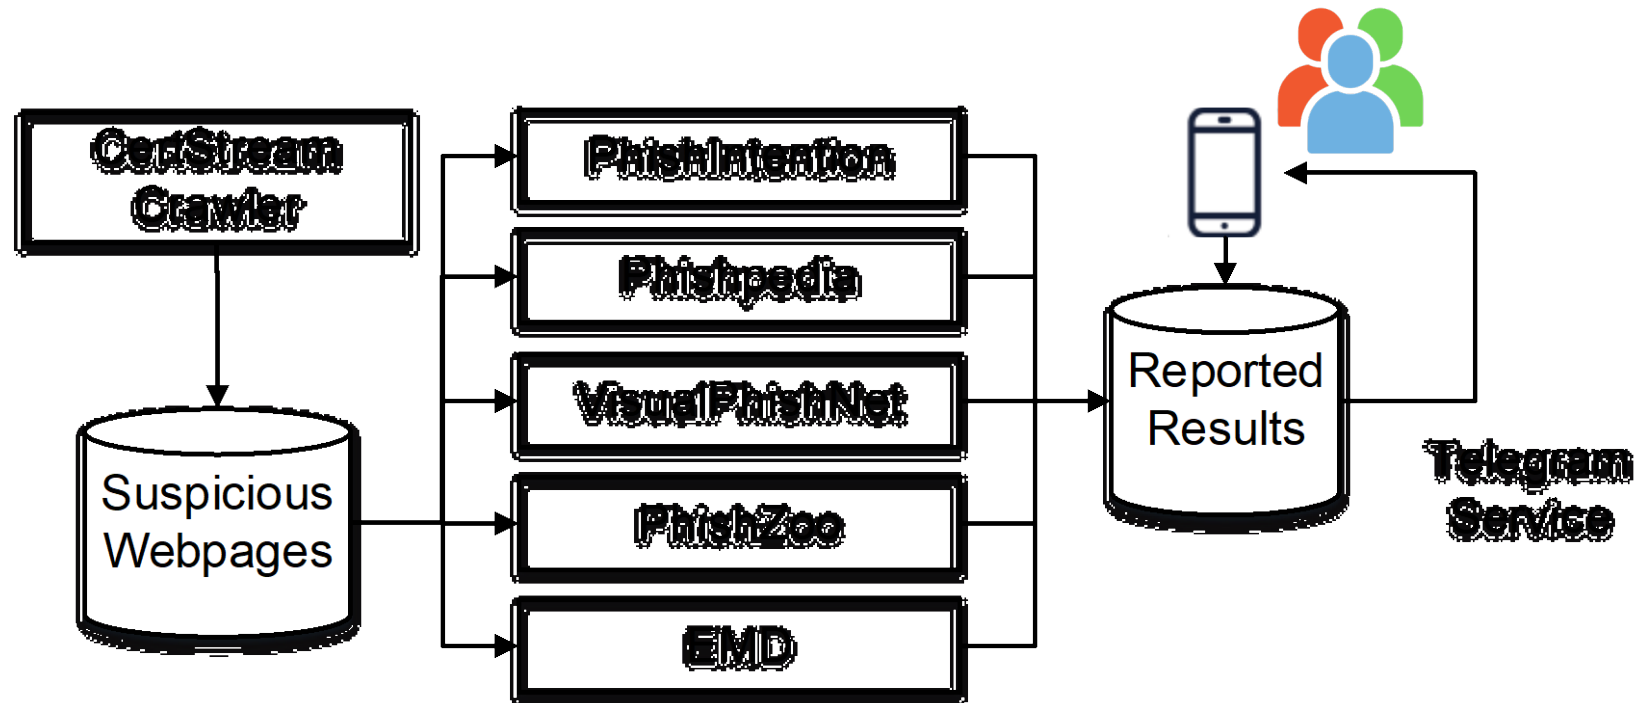 CertStream
Crawler
Suspicious
Webpages
PhishIntention
Phishpedia
VisualPhishNet
PhishZoo
EMD
Reported
Results
Telegram
Service